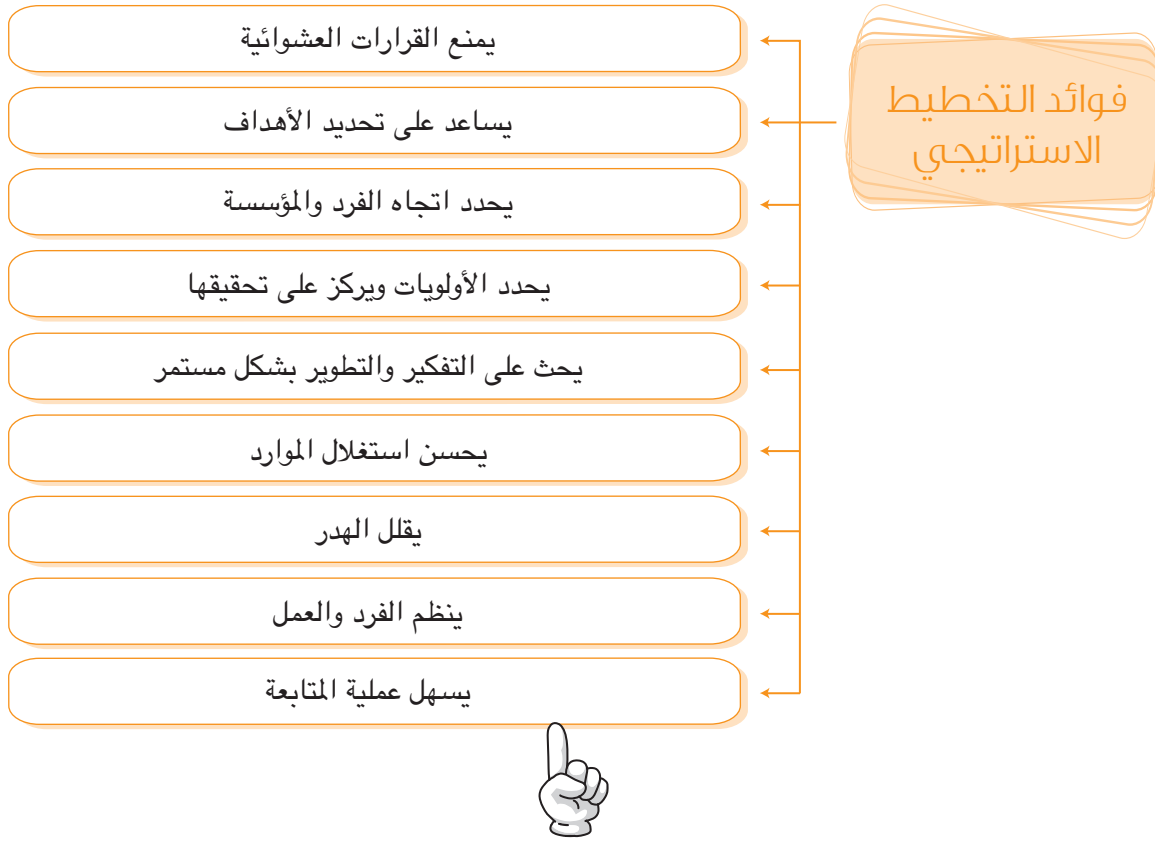 فوائد التخطيط
الاستراتيجي
يمنع القرارات العشوائية
يساعد على تحديد الأهداف
يحدد اتجاه الفرد والمؤسسة
يحدد الأولويات ويركز على تحقيقها
يحث على التفكير والتطوير بشكل مستمر
يحسن استغلال الموارد
يقلل الهدر
ينظم الفرد والعمل
يسهل عملية المتابعة